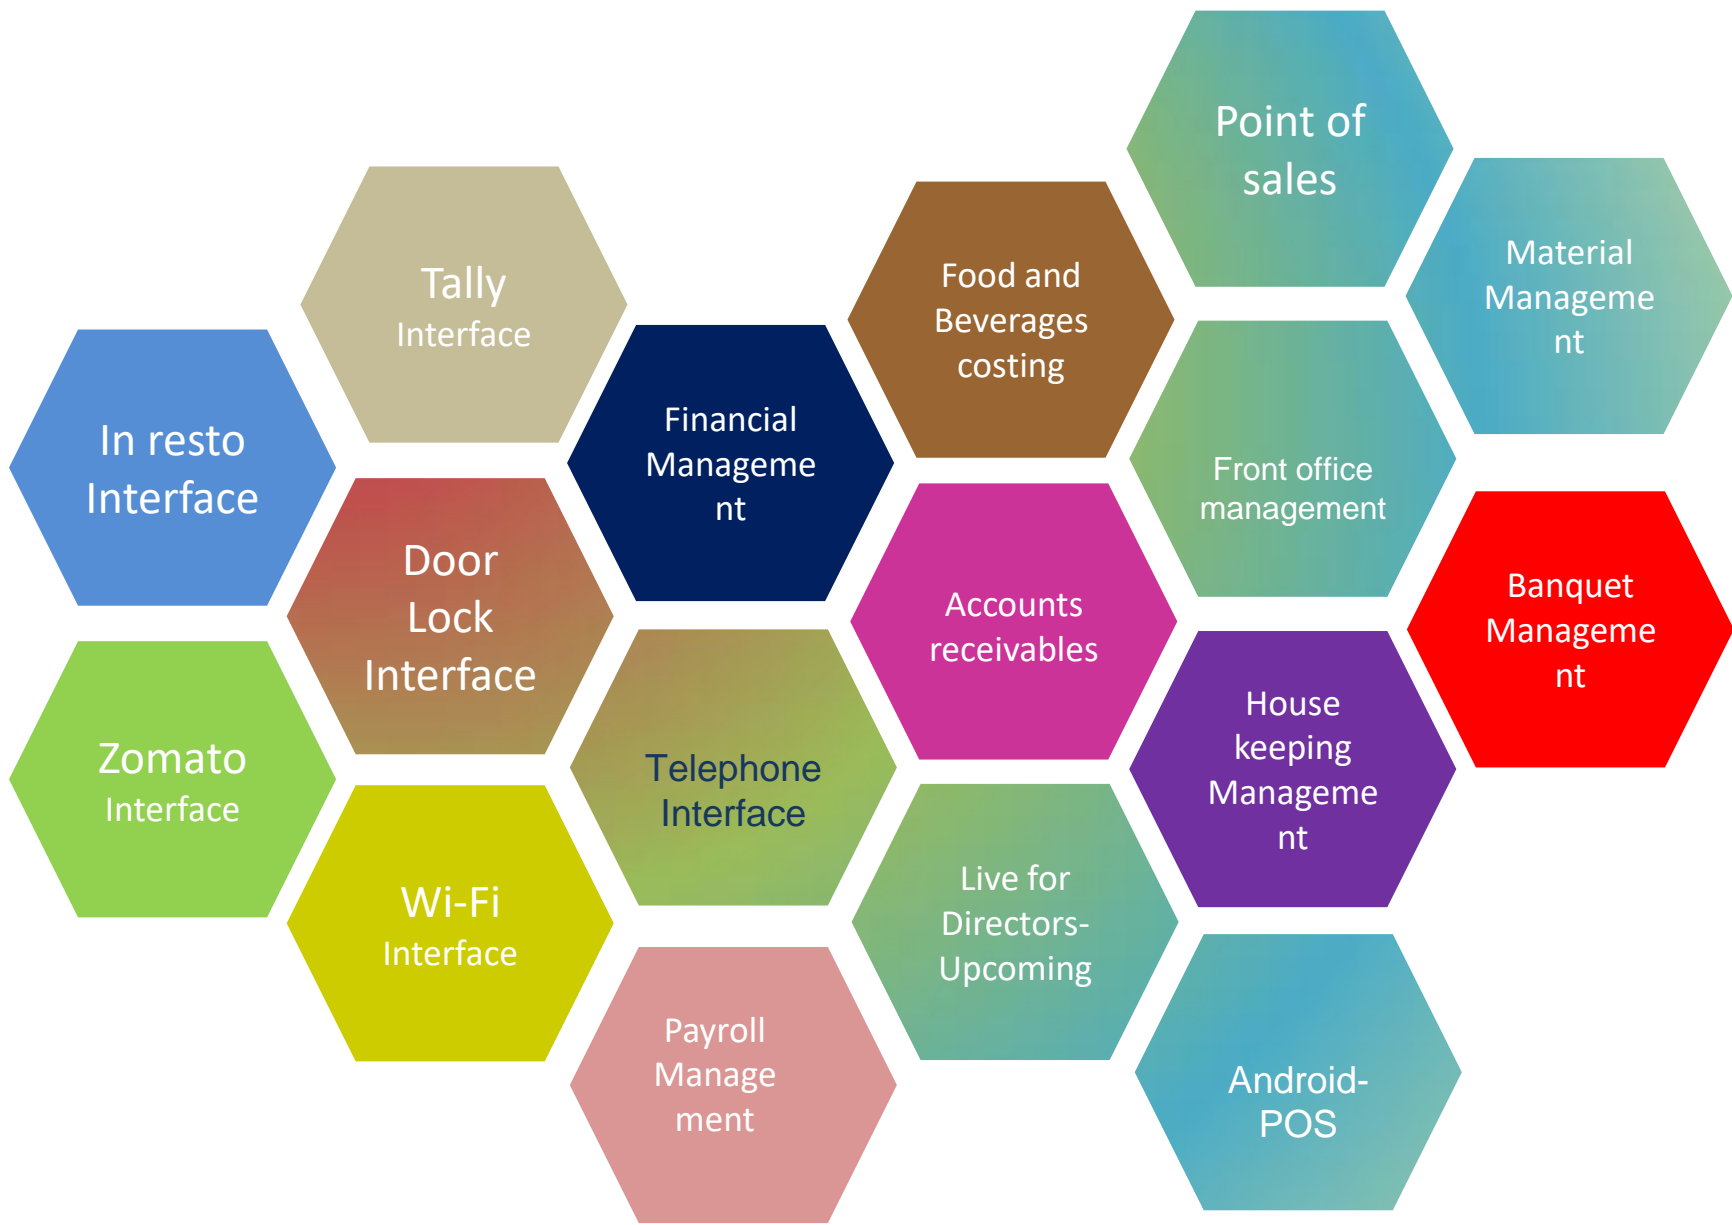 Point of
sales
Material
Manageme
nt
Tally
Interface
Food and
Beverages
costing
In resto
Interface
Financial
Manageme
nt
Front office
management
Door
Lock
Interface
Accounts
receivables
Banquet
Manageme
nt
Zomato
Interface
Telephone
Interface
House
keeping
Manageme
nt
Wi-Fi
Interface
Live for
Directors-
Upcoming
Payroll
Manage
ment
Android-
POS